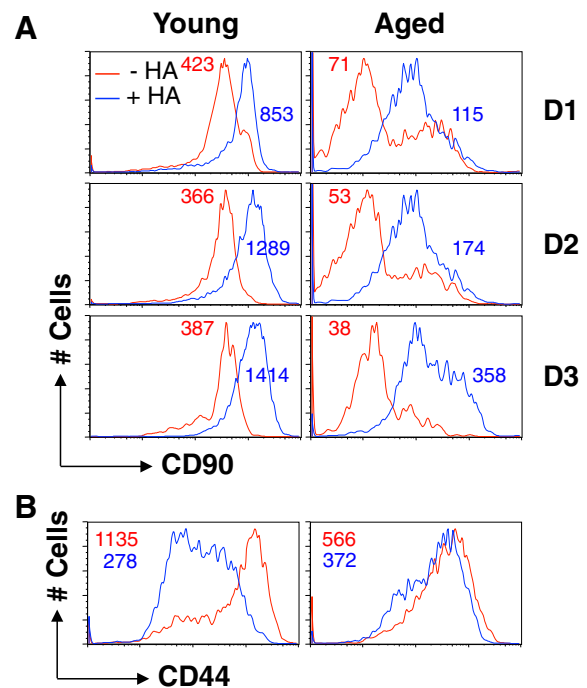 A
Young
Aged
- HA
+ HA
423
853
71
115
D1
366
1289
53
174
D2
387
1414
38
358
D3
# Cells
CD90
B
1135
278
566
372
# Cells
CD44